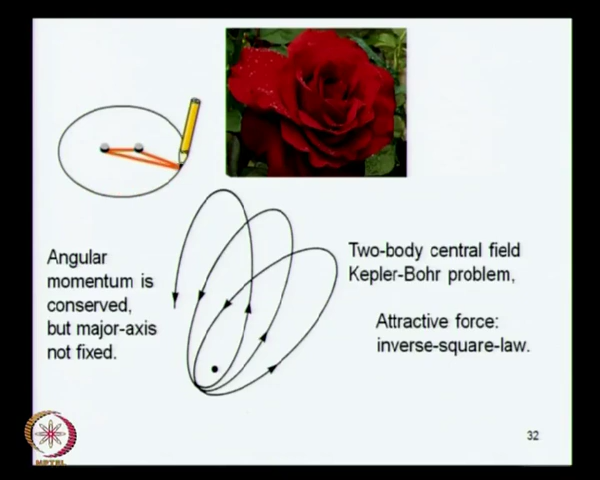 Two-body central field
Kepler-Bohr problem,
Angular
momentum is
conserved,
but major-axis
not fixed.
Attractive force:
inverse-square-law.
32
NPTEL